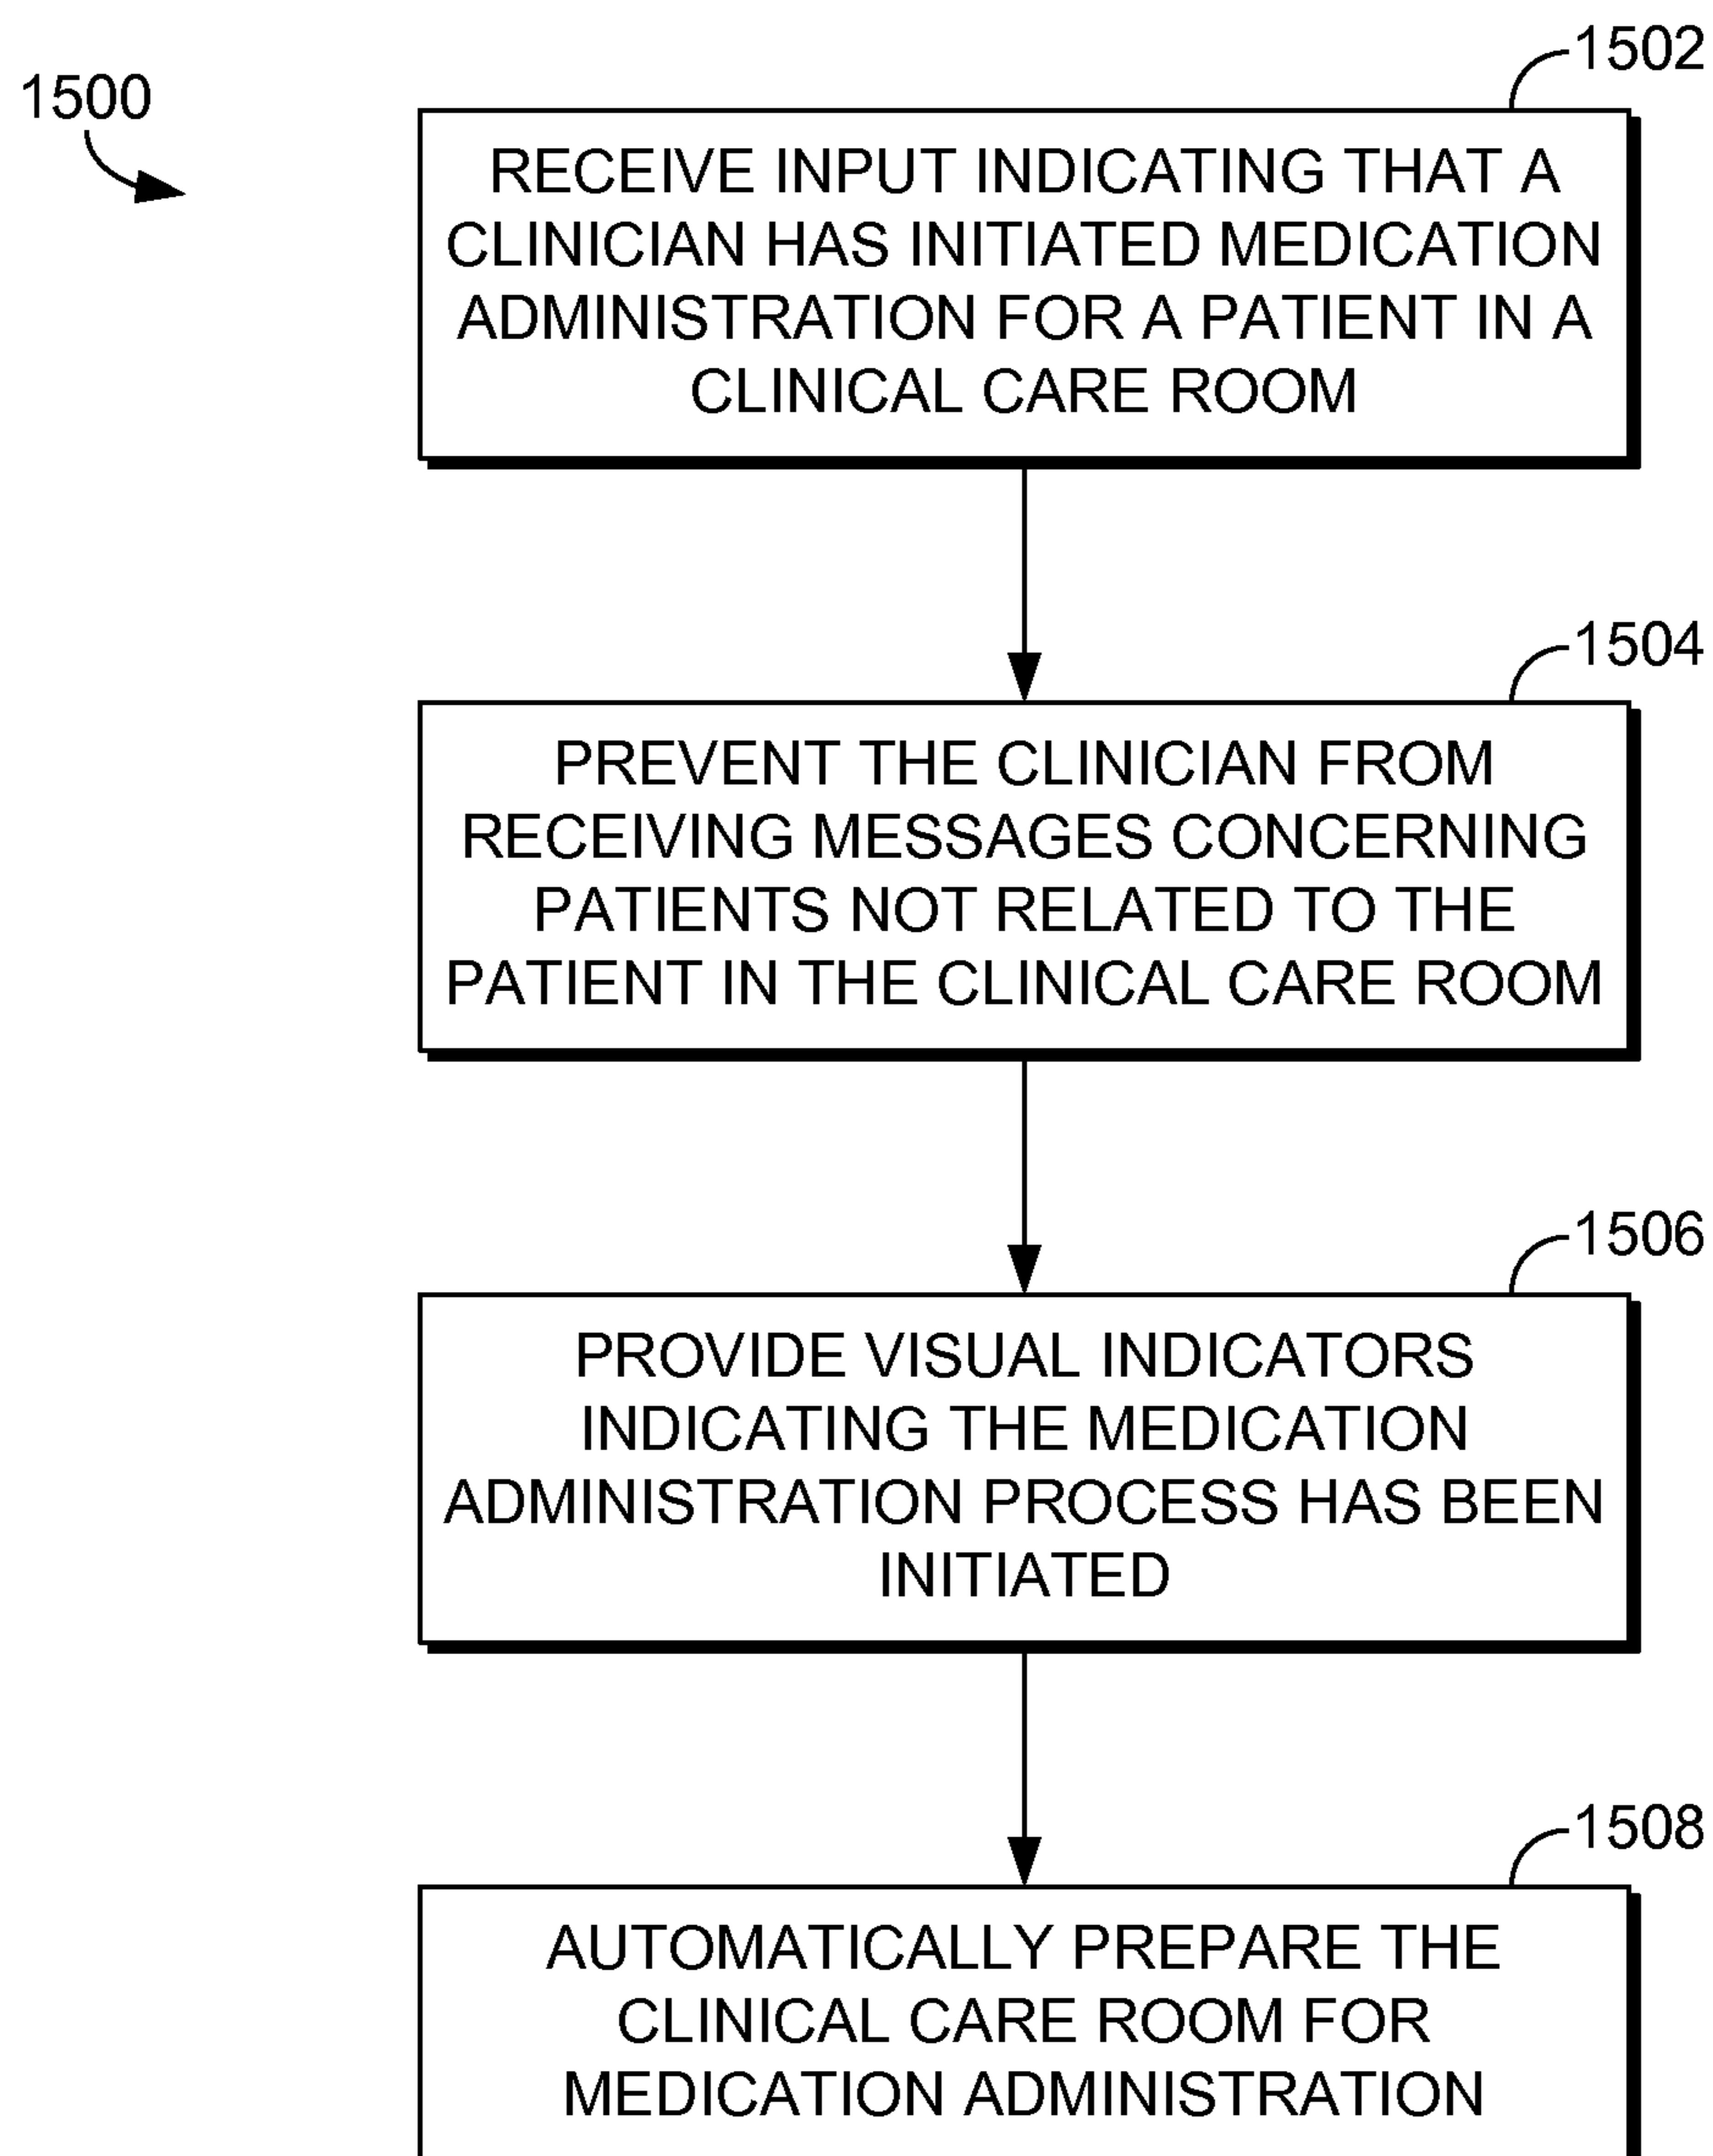 1500
1502
RECEIVE INPUT INDICATING THAT A
CLINICIAN HAS INITIATED MEDICATION
ADMINISTRATION FOR A PATIENT IN A
CLINICAL CARE ROOM
1504
PREVENT THE CLINICIAN FROM
RECEIVING MESSAGES CONCERNING
PATIENTS NOT RELATED TO THE
PATIENT IN THE CLINICAL CARE ROOM
1506
PROVIDE VISUAL INDICATORS
INDICATING THE MEDICATION
ADMINISTRATION PROCESS HAS BEEN
INITIATED
1508
AUTOMATICALLY PREPARE THE
CLINICAL CARE ROOM FOR
MEDICATION ADMINISTRATION